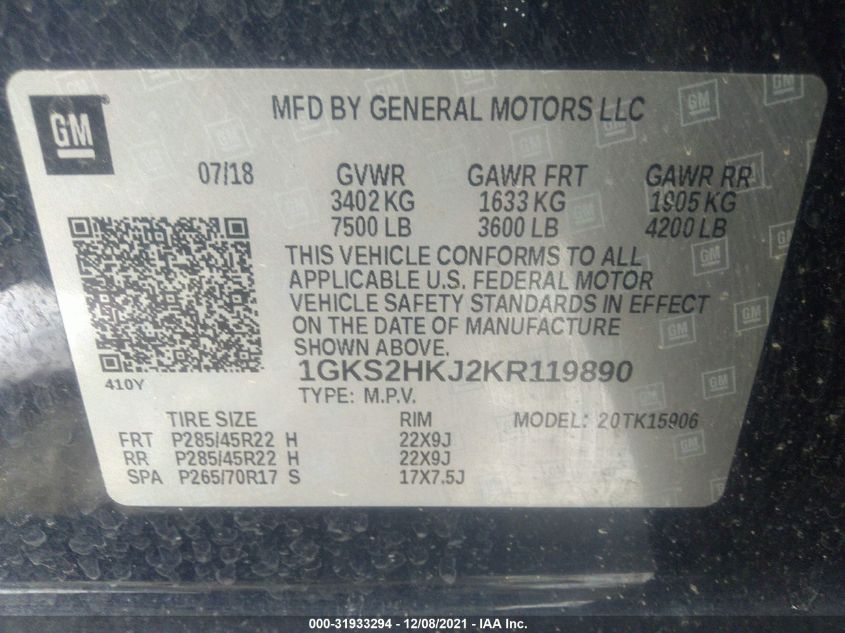 GM
MFD BY GENERAL MOTORS LLC
07/18 GVWR GAWR FRT GAWR RR
3402 KG 1633 KG 1905 KG
7500 LB 3600 LB 4200 LB
THIS VEHICLE CONFORMS TO ALL
APPLICABLE U.S. FEDERAL MOTOR
VEHICLE SAFETY STANDARDS IN EFFECT
ON THE DATE OF MANUFACTURE
SHOWN ABOVE.
410Y
1GKS2HKJ2KR119890
TYPE: M.P.V.
TIRE SIZE RIM MODEL: 20TK15906
FRT P285/45R22 H 22X9J
RR P285/45R22 H 22X9J
SPA P265/70R17 S 17X7.5J
000-31933294 - 12/08/2021 - IAA Inc.